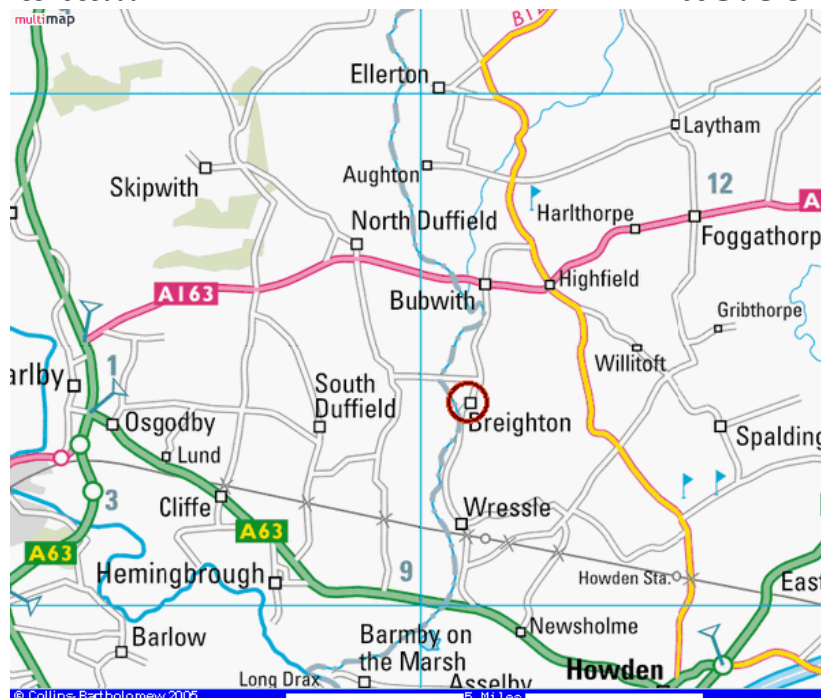 multimap
Ellerton
Laytham
Aughton
Skipwith
12
Harlthorpe
North Duffield
Foggathorp
Highfield
A163
Bubwith
Gribthorpe
1
Willitoft
arlby
South
Duffield
Breighton
Osgodby
Spalding
Lund
3
Cliffe
Wressle
A63
A63
9
Hemingbrough
Howden Sta.
East
Newsholme
Barlow
Barmby on
the Marsh
Long Drax
Asselby
Howden
© Collins-Bartholomew 2005
5 Miles